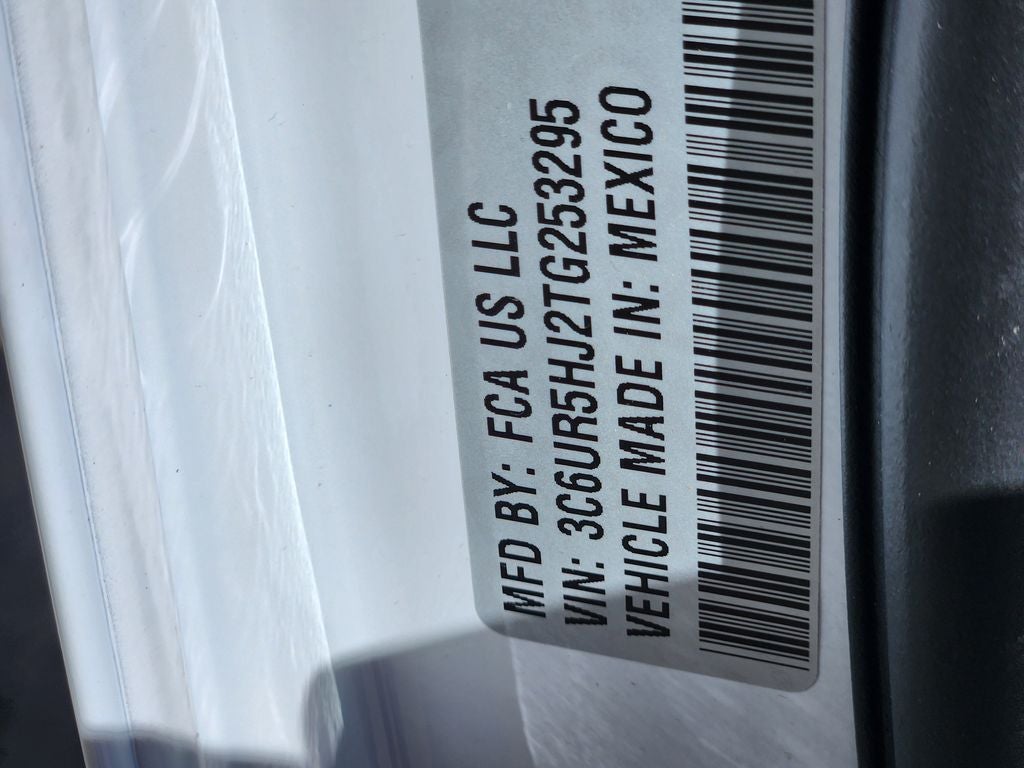 MFD BY: FCA US LLC
VIN: 3C6UR5HJ2TG253295
VEHICLE MADE IN: MEXICO